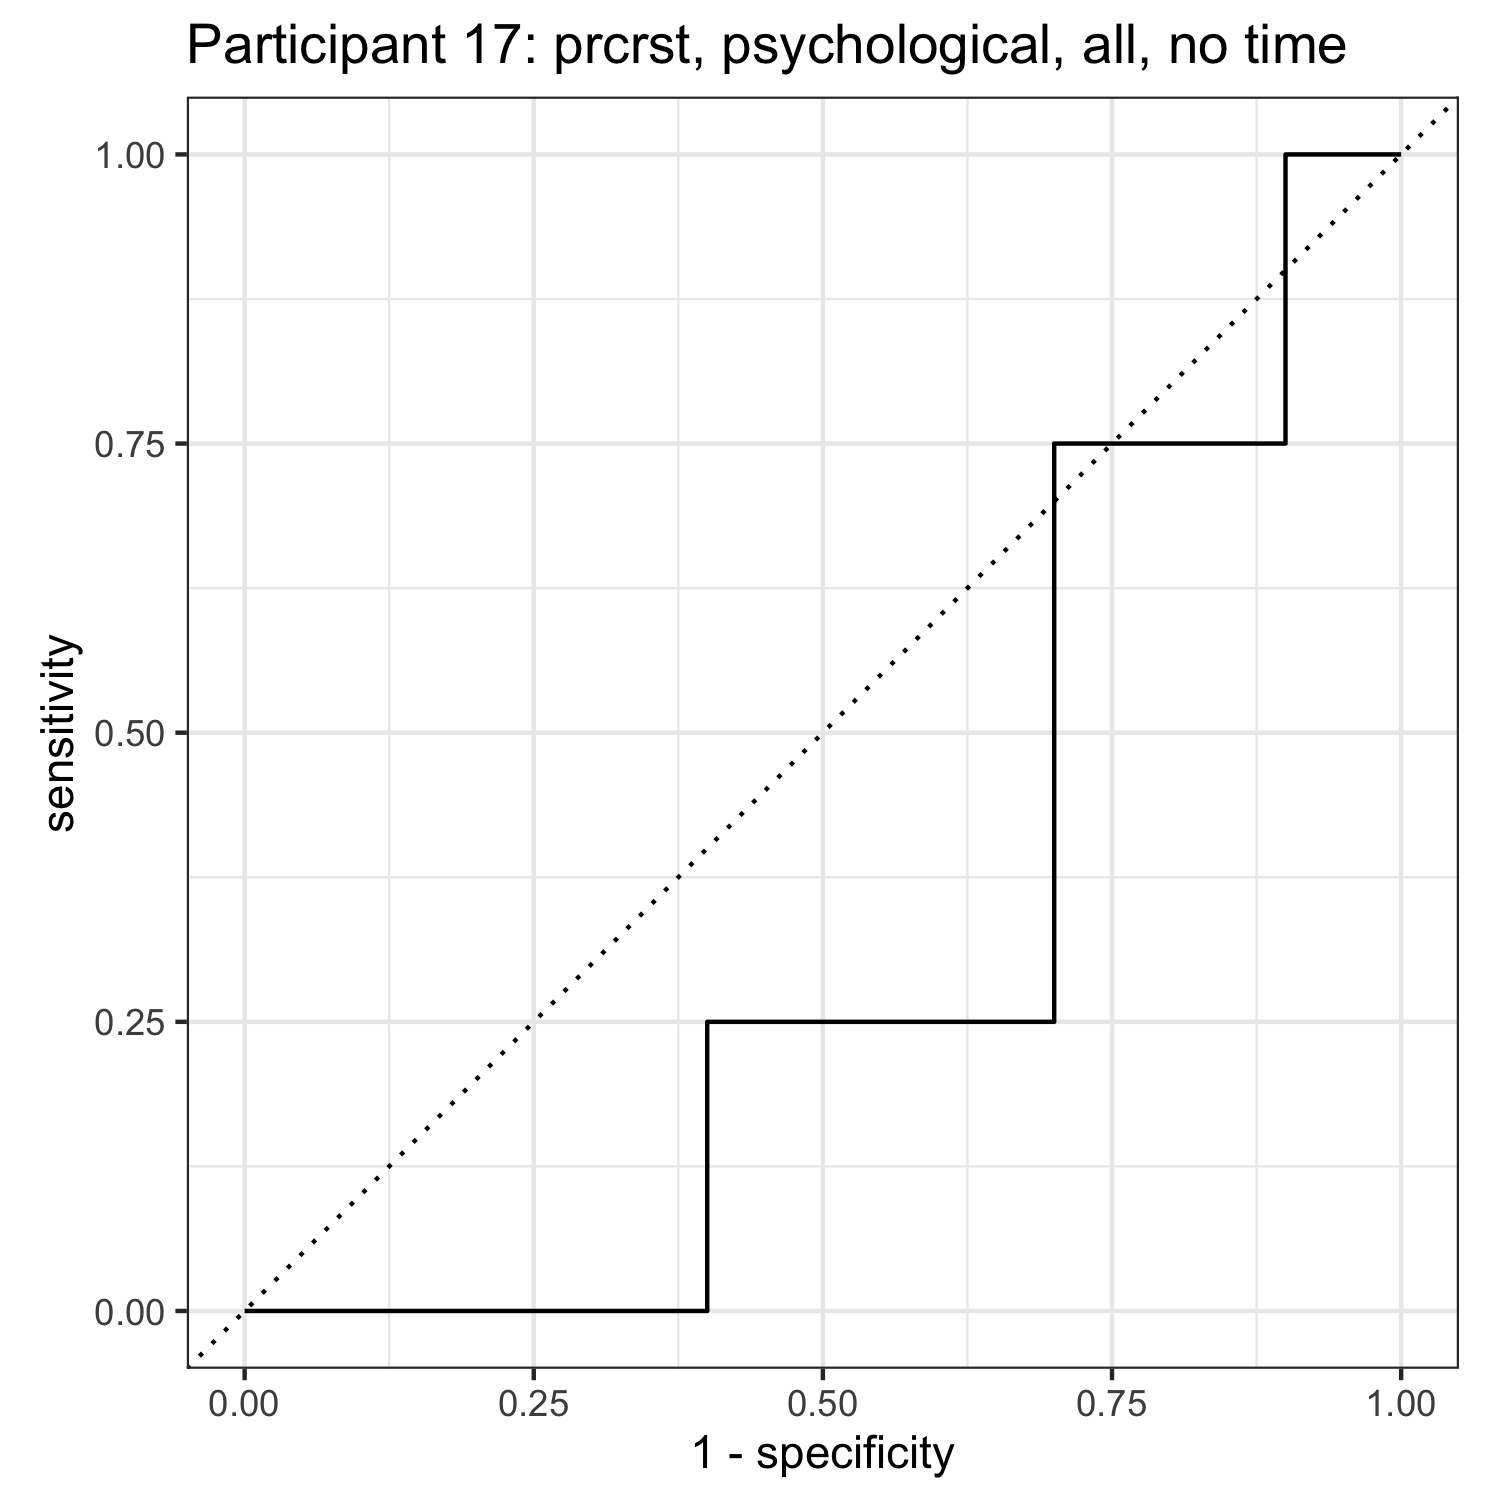 Participant 17: prcrst, psychological, all, no time
1.00
0.75
0.50
0.25
0.00
sensitivity
0.00 0.25 0.50 0.75 1.00
1 - specificity